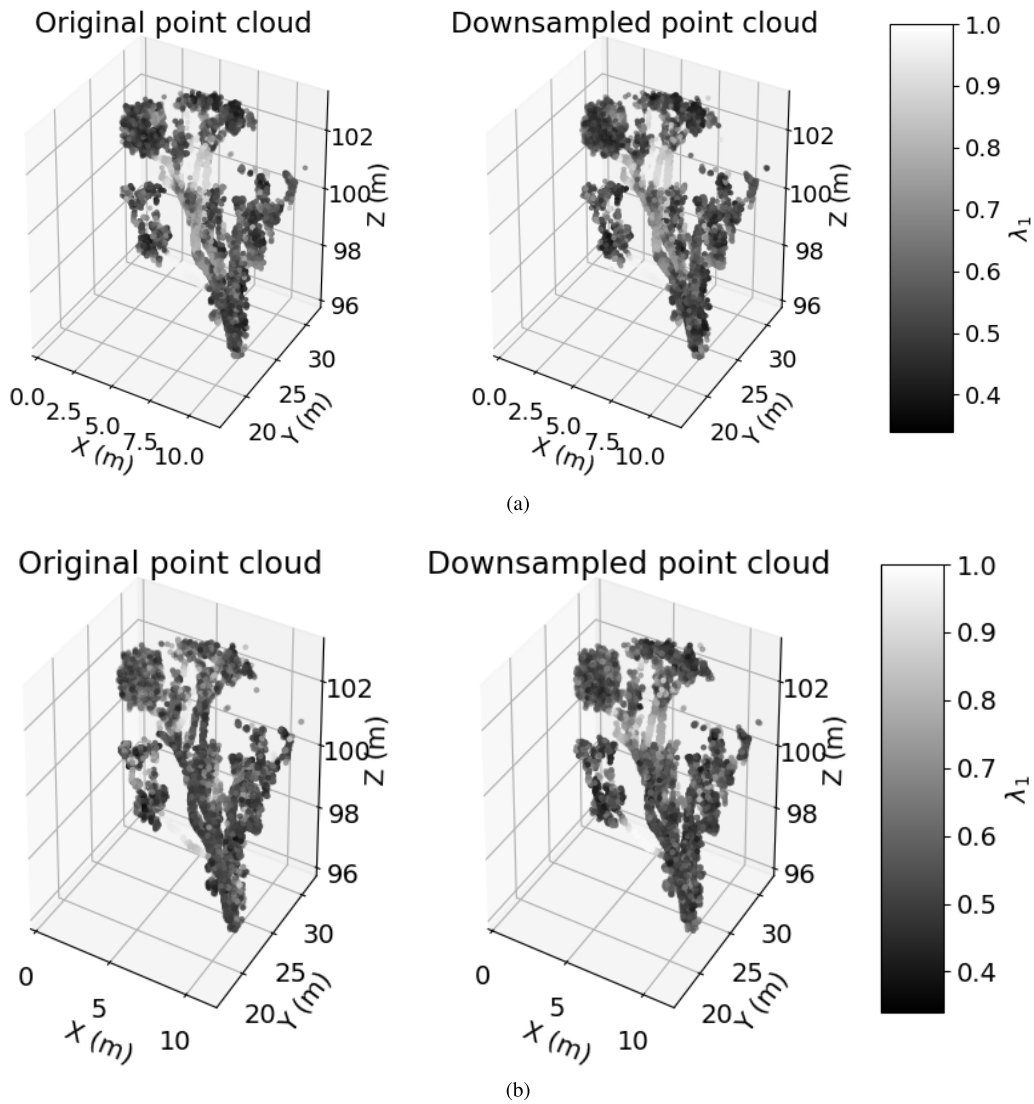 Original point cloud
Downsampled point cloud
1.0
0.9
0.8
0.7
0.6
0.5
0.4
λ1
102
100
98
96
Z (m)
30
25
20
Y (m)
0.0
2.5
5.0
7.5
10.0
X (m)
102
100
98
96
Z (m)
30
25
20
Y (m)
0.0
2.5
5.0
7.5
10.0
X (m)
(a)
Original point cloud
Downsampled point cloud
1.0
0.9
0.8
0.7
0.6
0.5
0.4
λ1
102
100
98
96
Z (m)
30
25
20
Y (m)
0
5
10
X (m)
102
100
98
96
Z (m)
30
25
20
Y (m)
0
5
10
X (m)
(b)